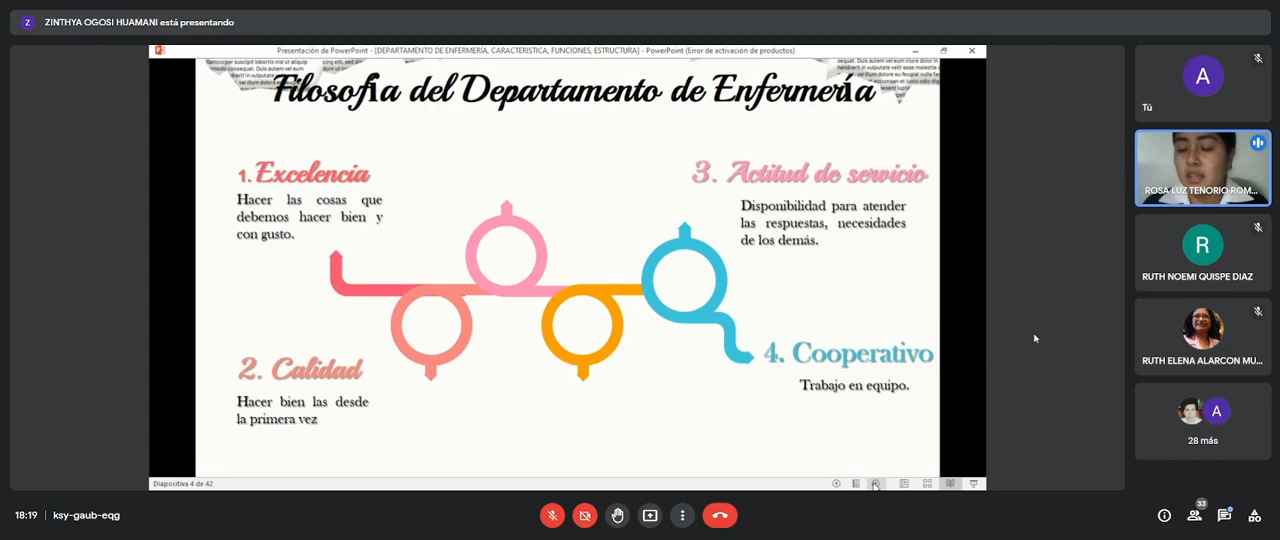 Z ZINTHYA OGOSI HUAMANI está presentando
Presentación de PowerPoint - [DEPARTAMENTO DE ENFERMERÍA, CARACTERISTICA, FUNCIONES, ESTRUCTURA] - PowerPoint (Error de activación de productos)
Filosofía del Departamento de Enfermería
1. Excelencia
Hacer las cosas que
debemos hacer bien y
con gusto.
2. Calidad
Hacer bien las desde
la primera vez
3. Actitud de servicio
Disponibilidad para atender
las respuestas, necesidades
de los demás.
4. Cooperativo
Trabajo en equipo.
Diapositiva 4 de 42
A
Tú
ROSA LUZ TENORIO ROM...
R
RUTH NOEMI QUISPE DIAZ
RUTH ELENA ALARCON MU...
A
28 más
18:19 | ksy-gaub-eqg
33